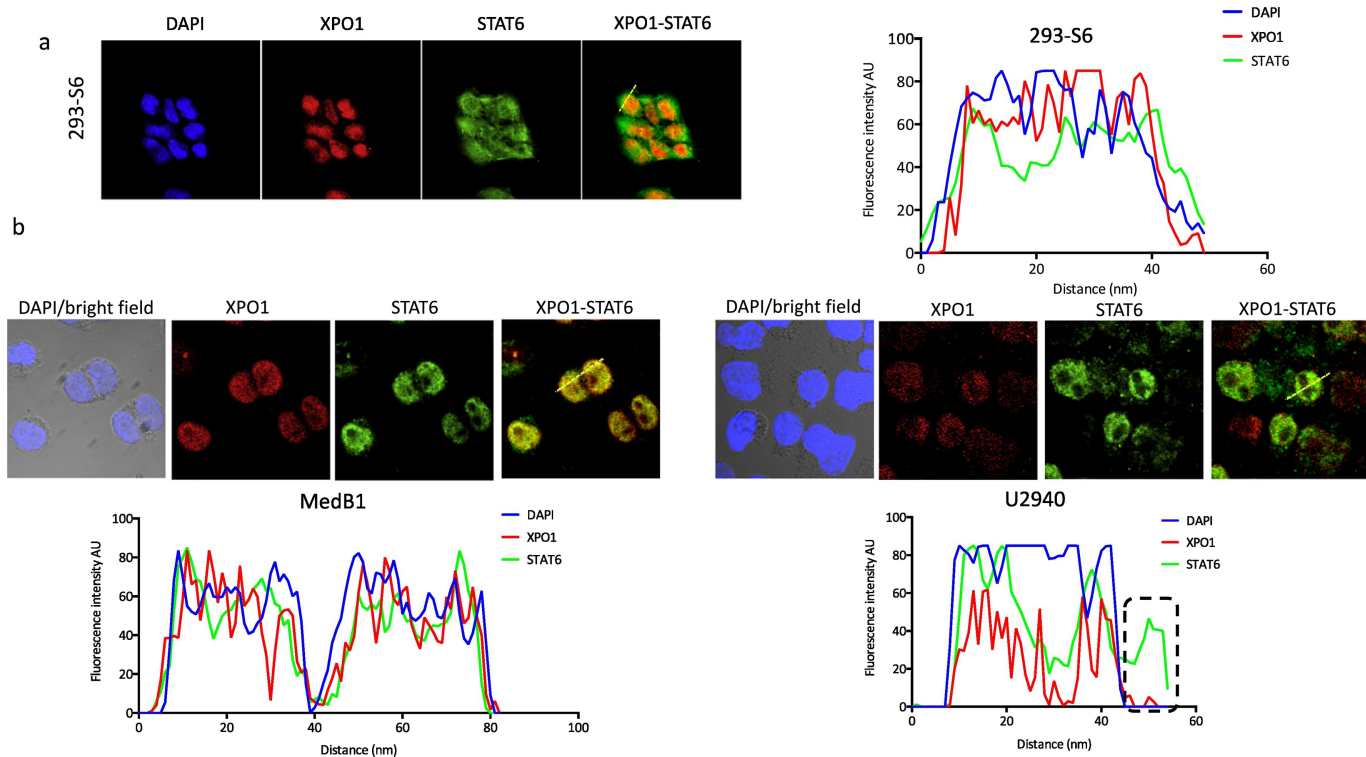 a
DAPI XPO1 STAT6 XPO1-STAT6
293-S6
293-S6
DAPI
XPO1
STAT6
Fluorescence intensity AU
100
80
60
40
20
0
0 20 40 60
Distance (nm)
b
DAPI/bright field XPO1 STAT6 XPO1-STAT6
DAPI/bright field XPO1 STAT6 XPO1-STAT6
MedB1
DAPI
XPO1
STAT6
Fluorescence intensity AU
100
80
60
40
20
0
0 20 40 60 80 100
Distance (nm)
U2940
DAPI
XPO1
STAT6
Fluorescence intensity AU
100
80
60
40
20
0
0 20 40 60
Distance (nm)